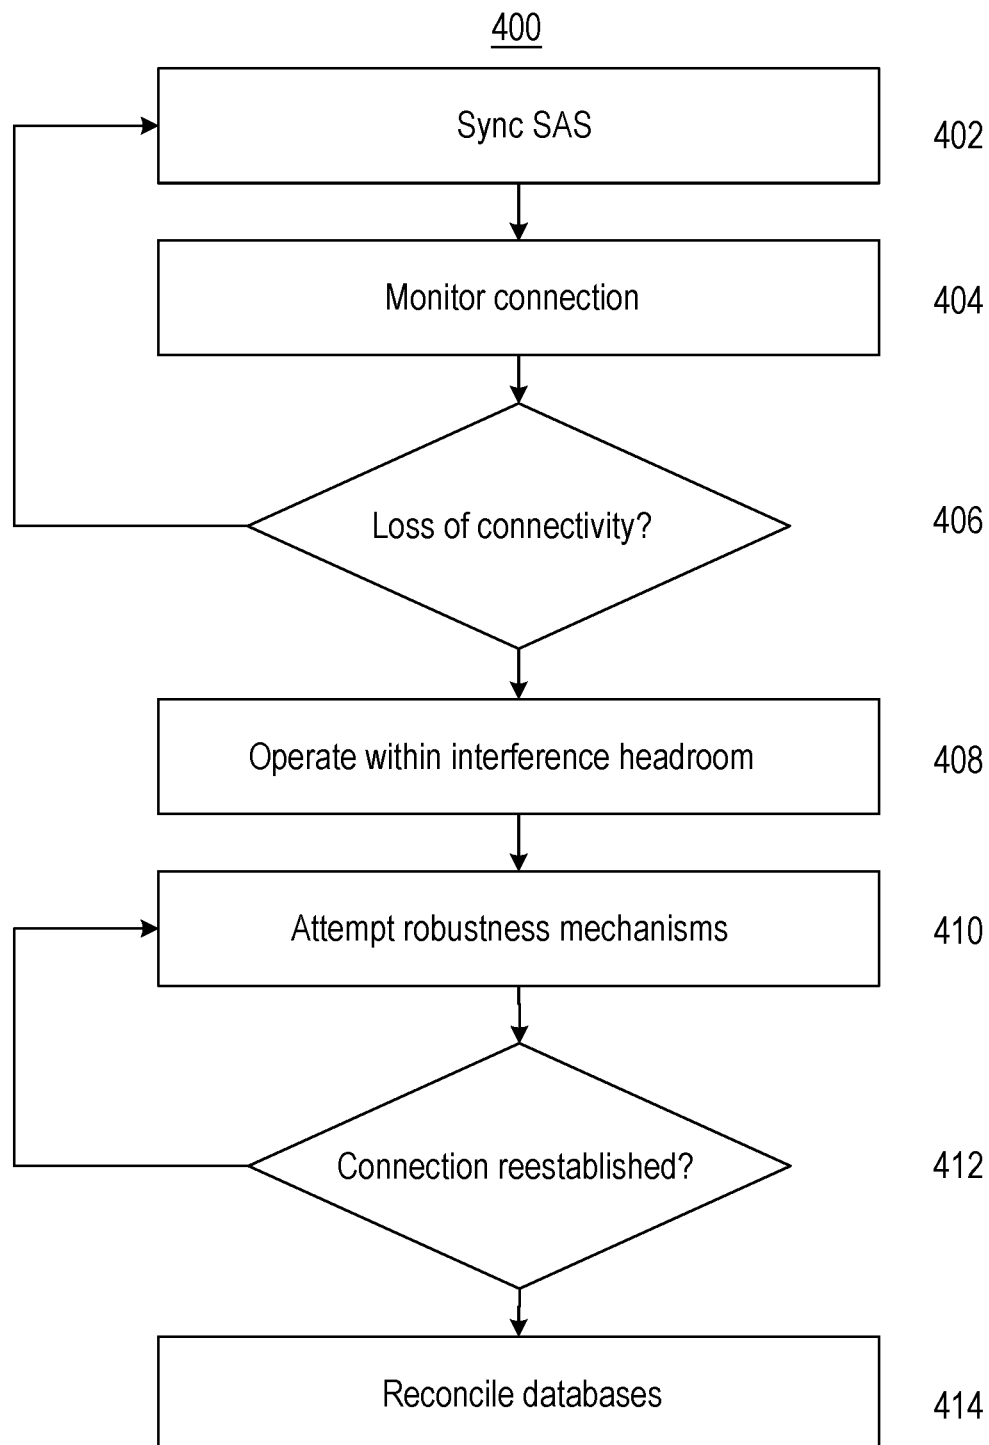 400
Sync SAS
402
Monitor connection
404
Loss of connectivity?
406
Operate within interference headroom
408
Attempt robustness mechanisms
410
Connection reestablished?
412
Reconcile databases
414